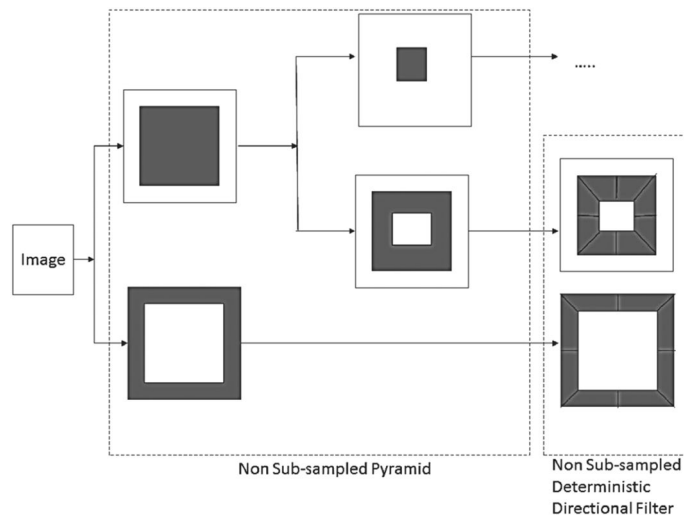 .....
Image
Non Sub-sampled Pyramid
Non Sub-sampled
Deterministic
Directional Filter